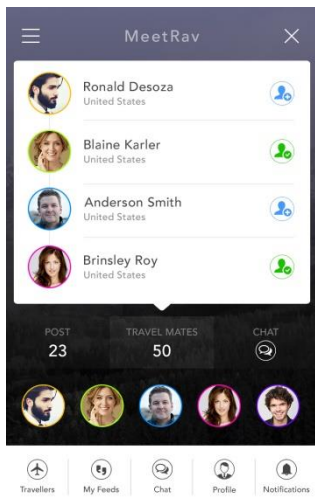 MeetRav
Ronald Desoza
United States
Blaine Karler
United States
Anderson Smith
United States
Brinsley Roy
United States
POST
TRAVEL MATES
CHAT
23
50
Travellers
My Feeds
Chat
Profile
Notifications